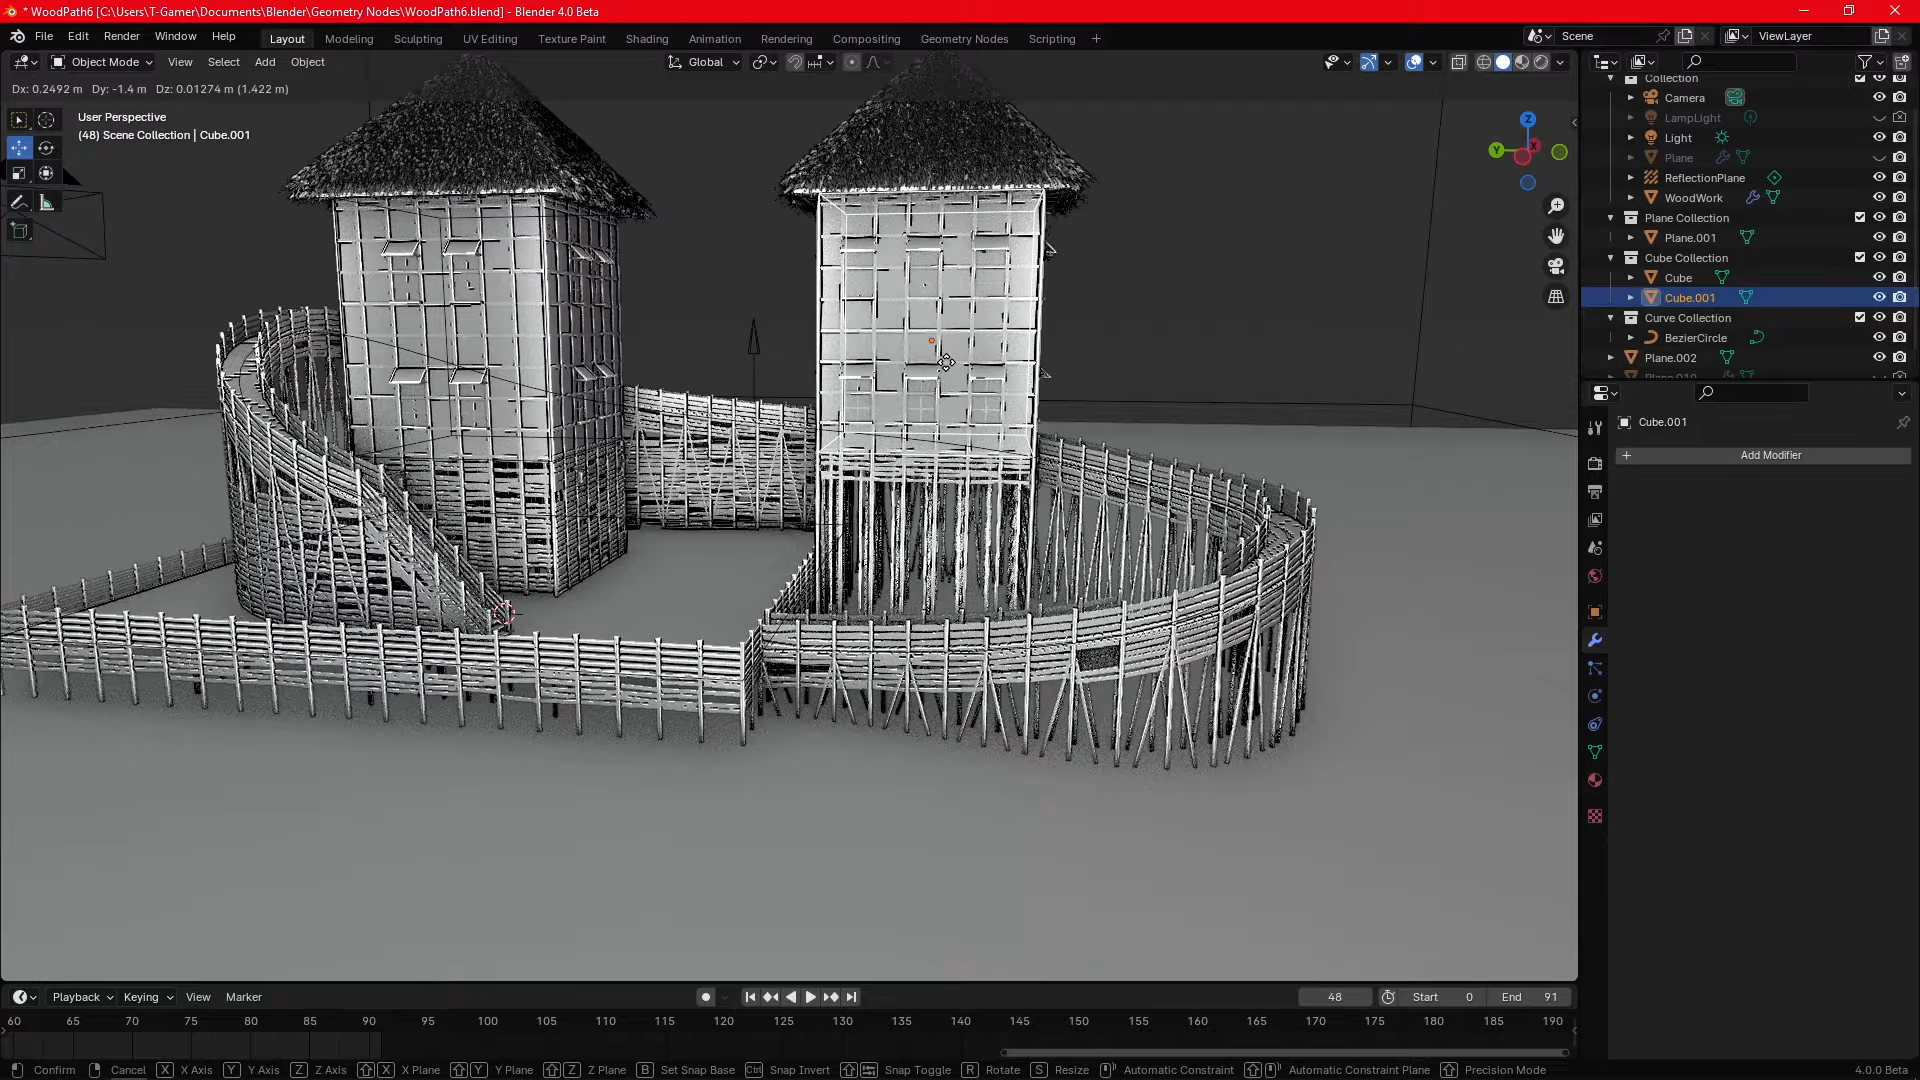 * WoodPath6 [C:\Users\T-Gamer\Documents\Blender\Geometry Nodes\WoodPath6.blend] - Blender 4.0 Beta
File Edit Render Window Help Layout Modeling Sculpting UV Editing Texture Paint Shading Animation Rendering Compositing Geometry Nodes Scripting + Scene ViewLayer
Object Mode View Select Add Object Global
Dx: 0.2492 m Dy: -1.4 m Dz: 0.01274 m (1.422 m)
User Perspective
(48) Scene Collection | Cube.001
Z
Y
X
Collection
Camera
LampLight
Light
Plane
ReflectionPlane
WoodWork
Plane Collection
Plane.001
Cube Collection
Cube
Cube.001
Curve Collection
BezierCircle
Plane.002
Plane.010
Cube.001
+ Add Modifier
Playback Keying View Marker 48 Start 0 End 91
60 65 70 75 80 85 90 95 100 105 110 115 120 125 130 135 140 145 150 155 160 165 170 175 180 185 190
Confirm Cancel X X Axis Y Y Axis Z Z Axis X X Plane Y Y Plane Z Z Plane B Set Snap Base Ctrl Snap Invert Snap Toggle R Rotate S Resize Automatic Constraint Automatic Constraint Plane Precision Mode 4.0.0 Beta